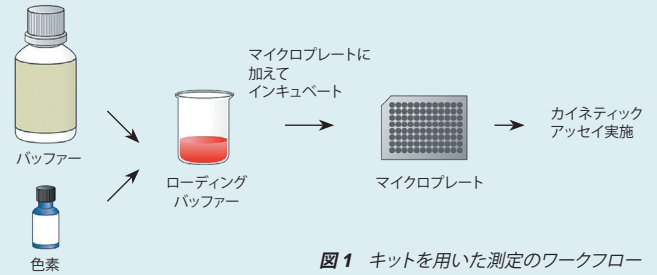 マイクロプレートに
加えて
インキュベート
バッファー
色素
ローディング
バッファー
マイクロプレート
カイネティック
アッセイ実施
図1 キットを用いた測定のワークフロー